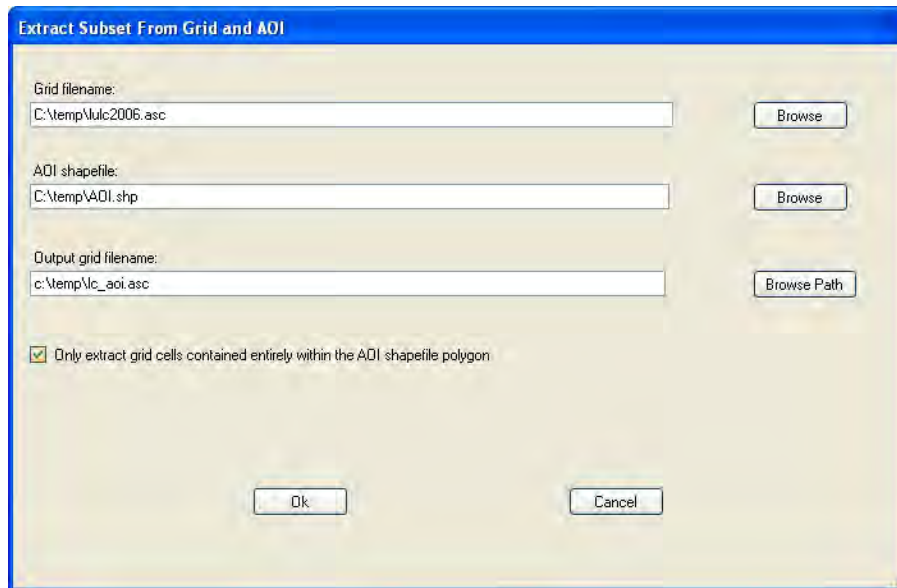 Extract Subset From Grid and AOI
Grid filename:
C:\temp\lulc2006.asc
Browse
AOI shapefile:
C:\temp\AOI.shp
Browse
Output grid filename:
c:\temp\lc_aoi.asc
Browse Path
Only extract grid cells contained entirely within the AOI shapefile polygon
Ok
Cancel